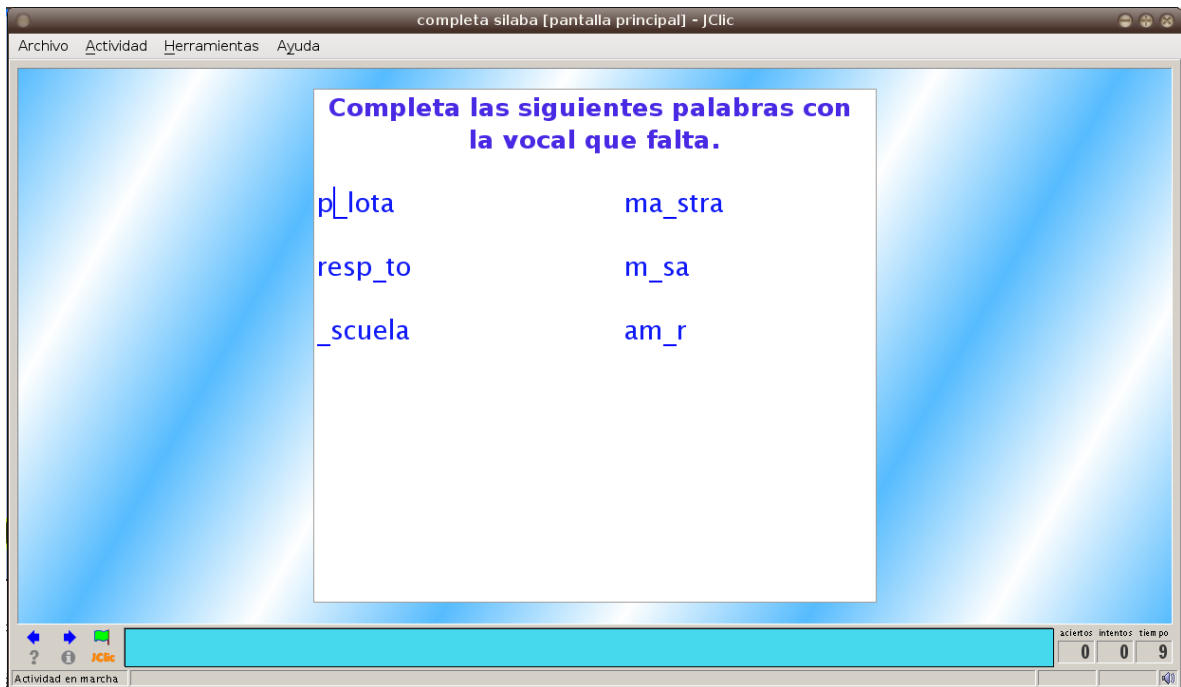 completa silaba [pantalla principal] - JClic
Archivo Actividad Herramientas Ayuda
Completa las siguientes palabras con
la vocal que falta.
p_lota ma_stra
resp_to m_sa
_scuela am_r
aciertos intentos tiempo
? JClic 0 0 9
Actividad en marcha